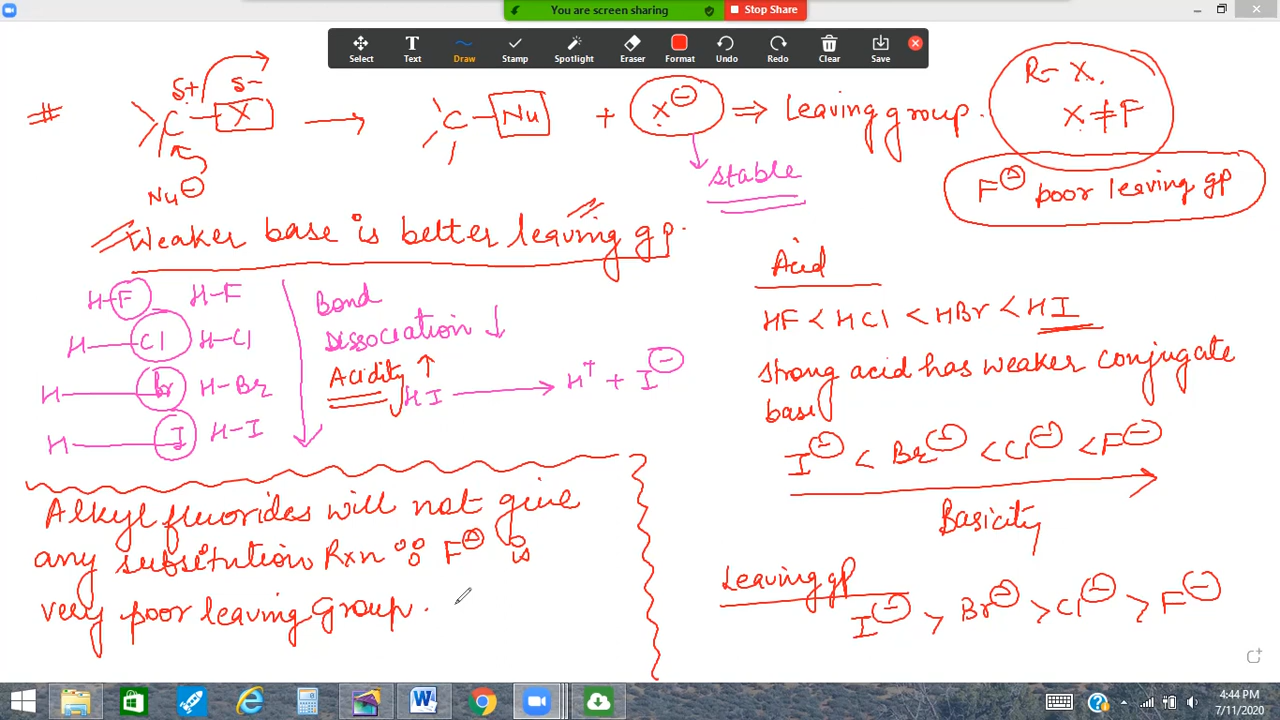 You are screen sharing
Stop Share
Select Text Draw Stamp Spotlight Eraser Format Undo Redo Clear Save
# δ+ δ-
C - X → C - Nu + X⊖ ⇒ Leaving group.
Nu⊖
stable
R-X.
X ≠ F
F⊖ poor leaving gp
Weaker base is better leaving gp.
H-F H-F
H-Cl H-Cl
H-Br H-Br
H-I H-I
Bond
Dissociation ↓
Acidity ↑
HI → H+ + I⊖
Acid
HF < HCl < HBr < HI
strong acid has weaker conjugate
base
I⊖ < Br⊖ < Cl⊖ < F⊖
Basicity
Leaving gp
I⊖ > Br⊖ > Cl⊖ > F⊖
Alkyl fluorides will not give
any substitution Rxn ∵ F⊖ is
very poor leaving Group.
4:44 PM
7/11/2020